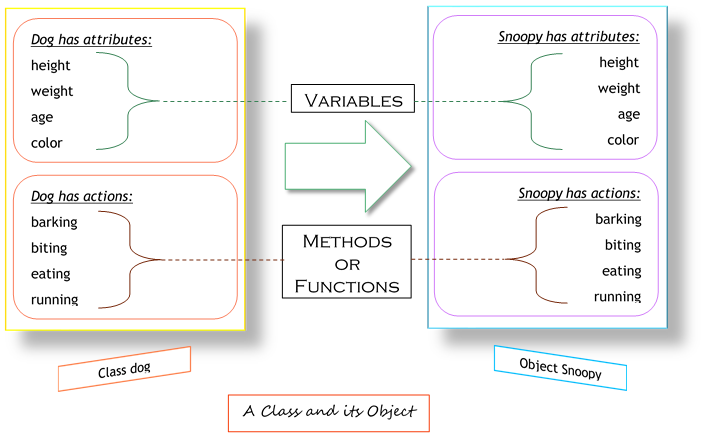 Dog has attributes:
height
weight
age
color
Dog has actions:
barking
biting
eating
running
VARIABLES
METHODS
OR
FUNCTIONS
Snoopy has attributes:
height
weight
age
color
Snoopy has actions:
barking
biting
eating
running
Class dog
Object Snoopy
A Class and its Object